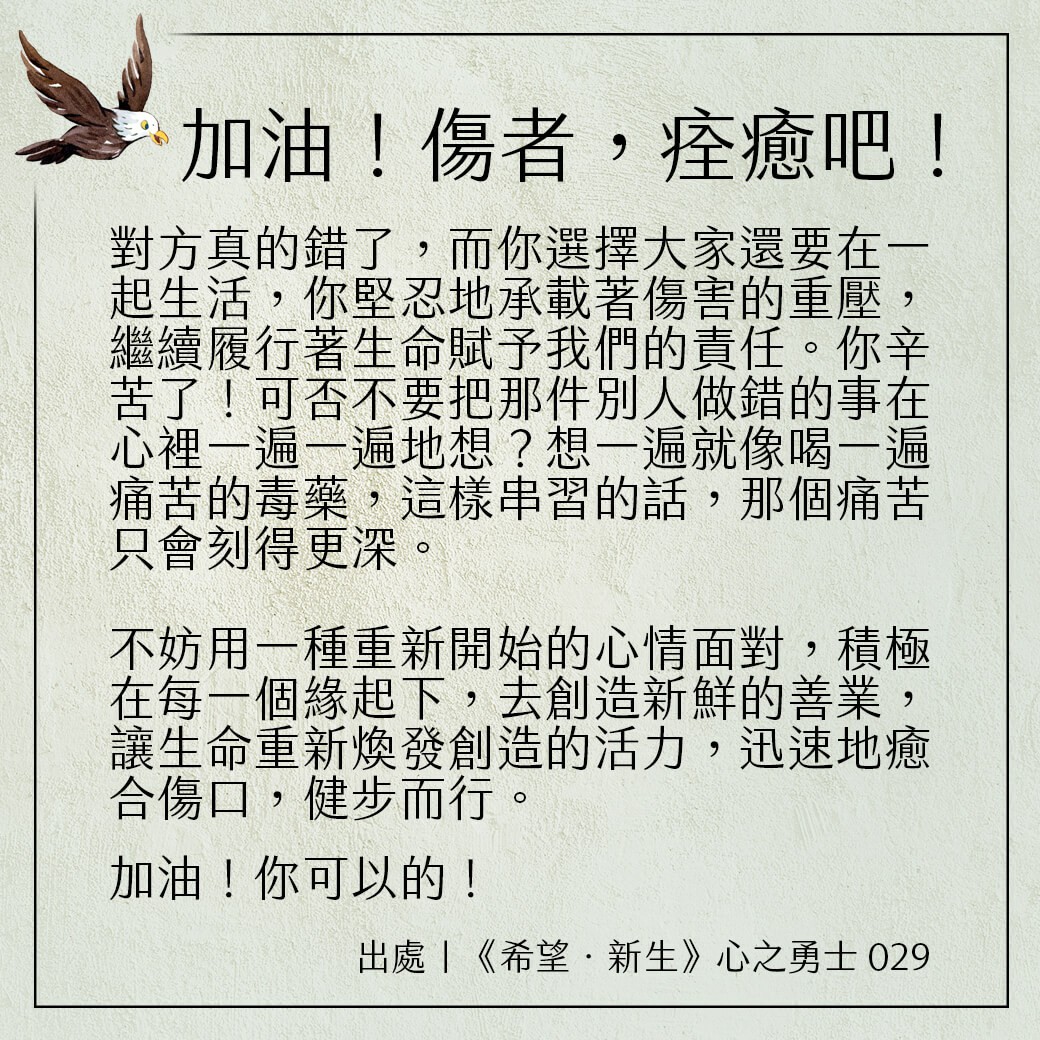 加油！傷者，痊癒吧！
對方真的錯了，而你選擇大家還要在一
起生活，你堅忍地承載著傷害的重壓，
繼續履行著生命賦予我們的責任。你辛
苦了！可否不要把那件別人做錯的事在
心裡一遍一遍地想？想一遍就像喝一遍
痛苦的毒藥，這樣串習的話，那個痛苦
只會刻得更深。
不妨用一種重新開始的心情面對，積極
在每一個緣起下，去創造新鮮的善業，
讓生命重新煥發創造的活力，迅速地癒
合傷口，健步而行。
加油！你可以的！
出處｜《希望．新生》心之勇士 029